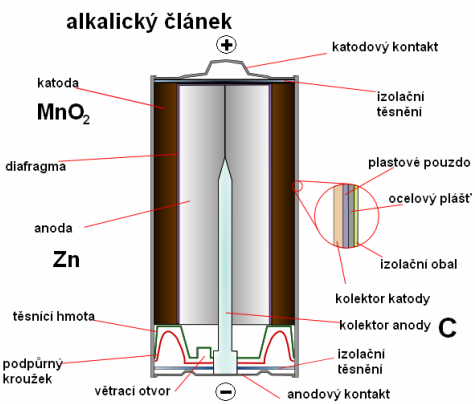 alkalický článek
+
katodový kontakt
katoda
MnO₂
izolační
těsnění
diafragma
plastové pouzdo
ocelový plášť
anoda
Zn
izolační obal
kolektor katody
těsnící hmota
kolektor anody
C
podpůrný
kroužek
izolační
těsnění
větrací otvor
−
anodový kontakt